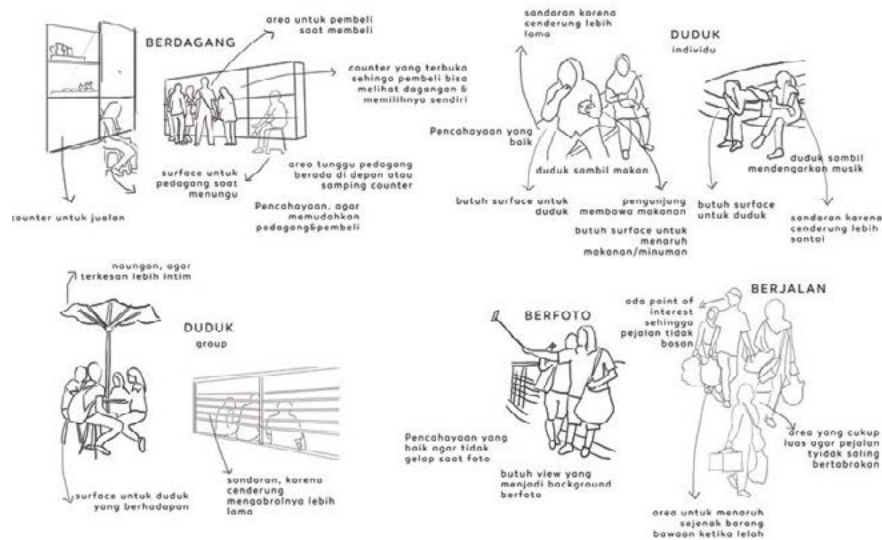 BERDAGANG
area untuk pembeli
saat membeli
counter yang terbuka
sehinga pembeli bisa
melihat dagangan &
memilihnya sendiri
counter untuk jualan
surface untuk
pedagang saat
menungu
area tunggu pedagang
berada di depan atau
samping counter
Pencahayaan, agar
memudahkan
pedagang&pembeli
DUDUK
individu
sandaran karena
cenderung lebih
lama
Pencahayaan yang
baik
duduk sambil makan
butuh surface untuk
duduk
pengunjung
membawa makanan
butuh surface untuk
menaruh
makanan/minuman
duduk sambil
mendengarkan musik
butuh surface
untuk duduk
sandaran karena
cenderung lebih
santai
naungan, agar
terkesan lebih intim
DUDUK
group
surface untuk duduk
yang berhadapan
sandaran, karena
cenderung
mengobrolnya lebih
lama
BERFOTO
Pencahayaan yang
baik agar tidak
gelap saat foto
butuh view yang
menjadi background
berfoto
BERJALAN
ada point of
interest
sehingga
pejalan tidak
bosan
area yang cukup
luas agar pejalan
tyidak saling
bertabrakan
area untuk menaruh
sejenak barang
bawaan ketika lelah